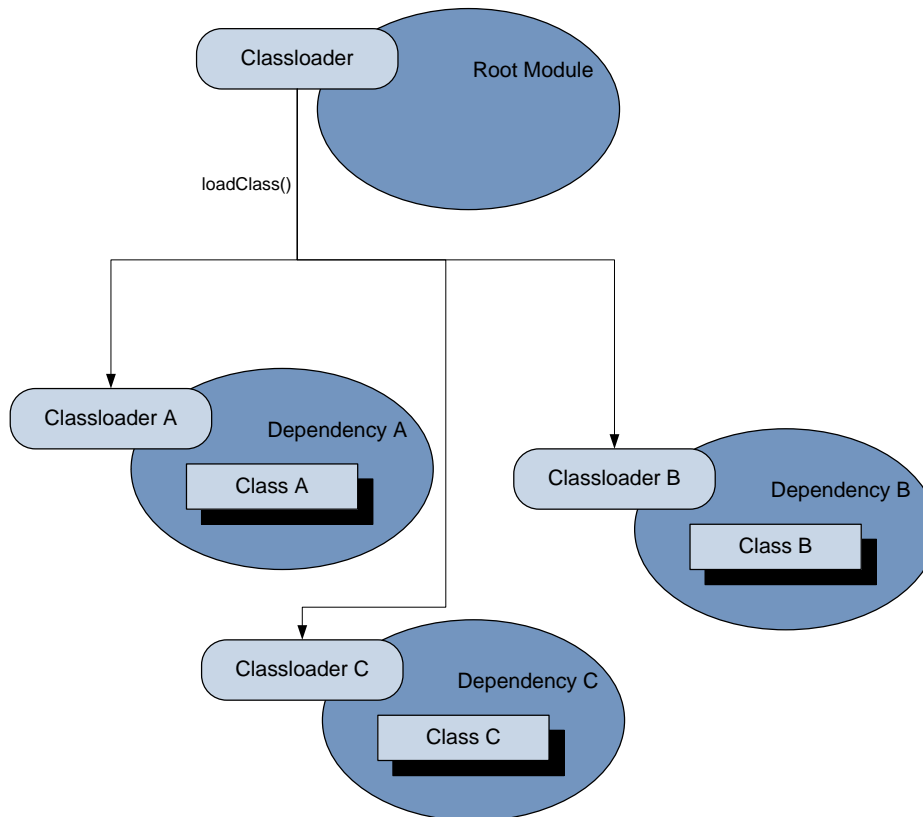 Classloader
Root Module
loadClass()
Classloader A
Dependency A
Class A
Classloader B
Dependency B
Class B
Classloader C
Dependency C
Class C